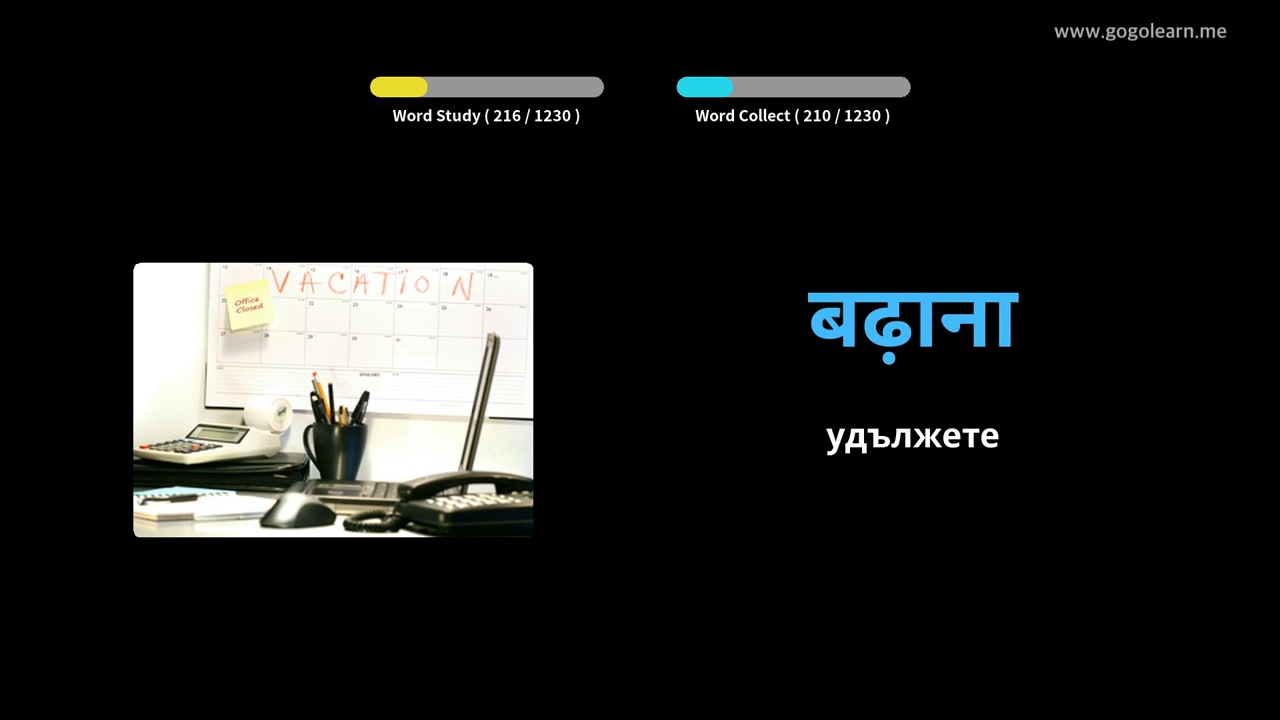 www.gogolearn.me
Word Study ( 216 / 1230 )
Word Collect ( 210 / 1230 )
VACATION
Office
Closed
बढ़ाना
удължете